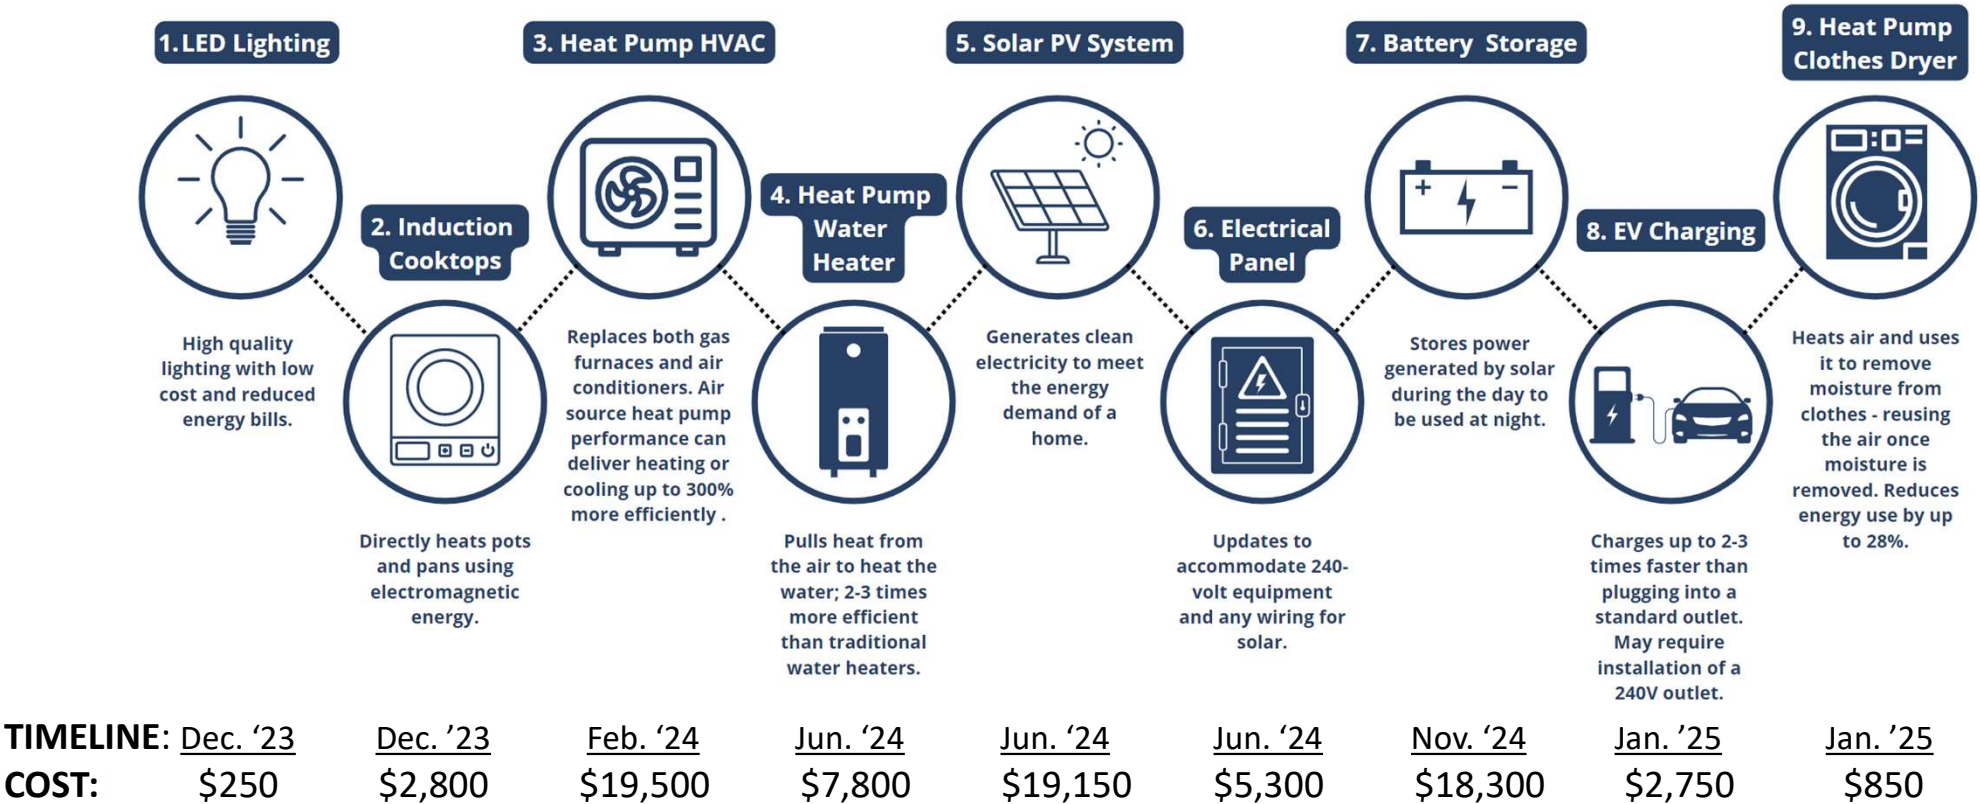 1.LED Lighting
High quality
lighting with low
cost and reduced
energy bills.
2. Induction
Cooktops
Directly heats pots
and pans using
electromagnetic
energy.
3. Heat Pump HVAC
Replaces both gas
furnaces and air
conditioners. Air
source heat pump
performance can
deliver heating or
cooling up to 300%
more efficiently .
4. Heat Pump
Water
Heater
Pulls heat from
the air to heat the
water; 2-3 times
more efficient
than traditional
water heaters.
5. Solar PV System
Generates clean
electricity to meet
the energy
demand of a
home.
6. Electrical
Panel
Updates to
accommodate 240-
volt equipment
and any wiring for
solar.
7. Battery Storage
+ −
Stores power
generated by solar
during the day to
be used at night.
8. EV Charging
Charges up to 2-3
times faster than
plugging into a
standard outlet.
May require
installation of a
240V outlet.
9. Heat Pump
Clothes Dryer
Heats air and uses
it to remove
moisture from
clothes - reusing
the air once
moisture is
removed. Reduces
energy use by up
to 28%.
TIMELINE: Dec. ‘23 Dec. ’23 Feb. ‘24 Jun. ‘24 Jun. ‘24 Jun. ‘24 Nov. ‘24 Jan. ’25 Jan. ’25
COST: $250 $2,800 $19,500 $7,800 $19,150 $5,300 $18,300 $2,750 $850